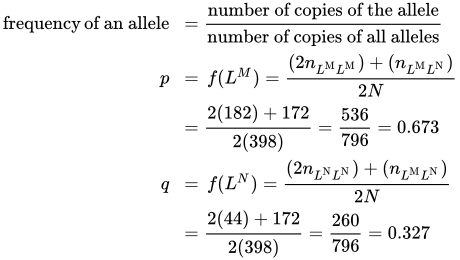 frequency of an allele = number of copies of the allele / number of copies of all alleles
p = f(L^M) = ((2n_{L^M L^M}) + (n_{L^M L^N})) / 2N
= (2(182) + 172) / 2(398) = 536 / 796 = 0.673
q = f(L^N) = ((2n_{L^N L^N}) + (n_{L^M L^N})) / 2N
= (2(44) + 172) / 2(398) = 260 / 796 = 0.327